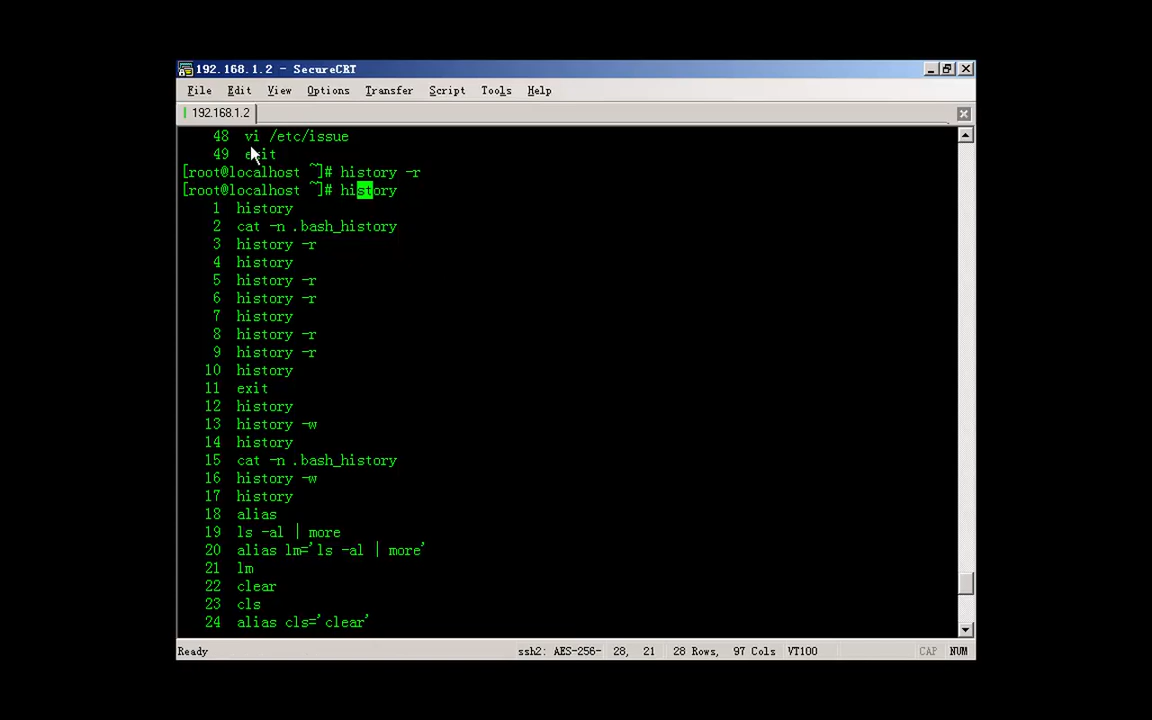 192.168.1.2 - SecureCRT
File Edit View Options Transfer Script Tools Help
192.168.1.2
48 vi /etc/issue
49 exit
[root@localhost ~]# history -r
[root@localhost ~]# history
1 history
2 cat -n .bash_history
3 history -r
4 history
5 history -r
6 history -r
7 history
8 history -r
9 history -r
10 history
11 exit
12 history
13 history -w
14 history
15 cat -n .bash_history
16 history -w
17 history
18 alias
19 ls -al | more
20 alias lm='ls -al | more'
21 lm
22 clear
23 cls
24 alias cls='clear'
Ready ssh2: AES-256- 28, 21 28 Rows, 97 Cols VT100 CAP NUM